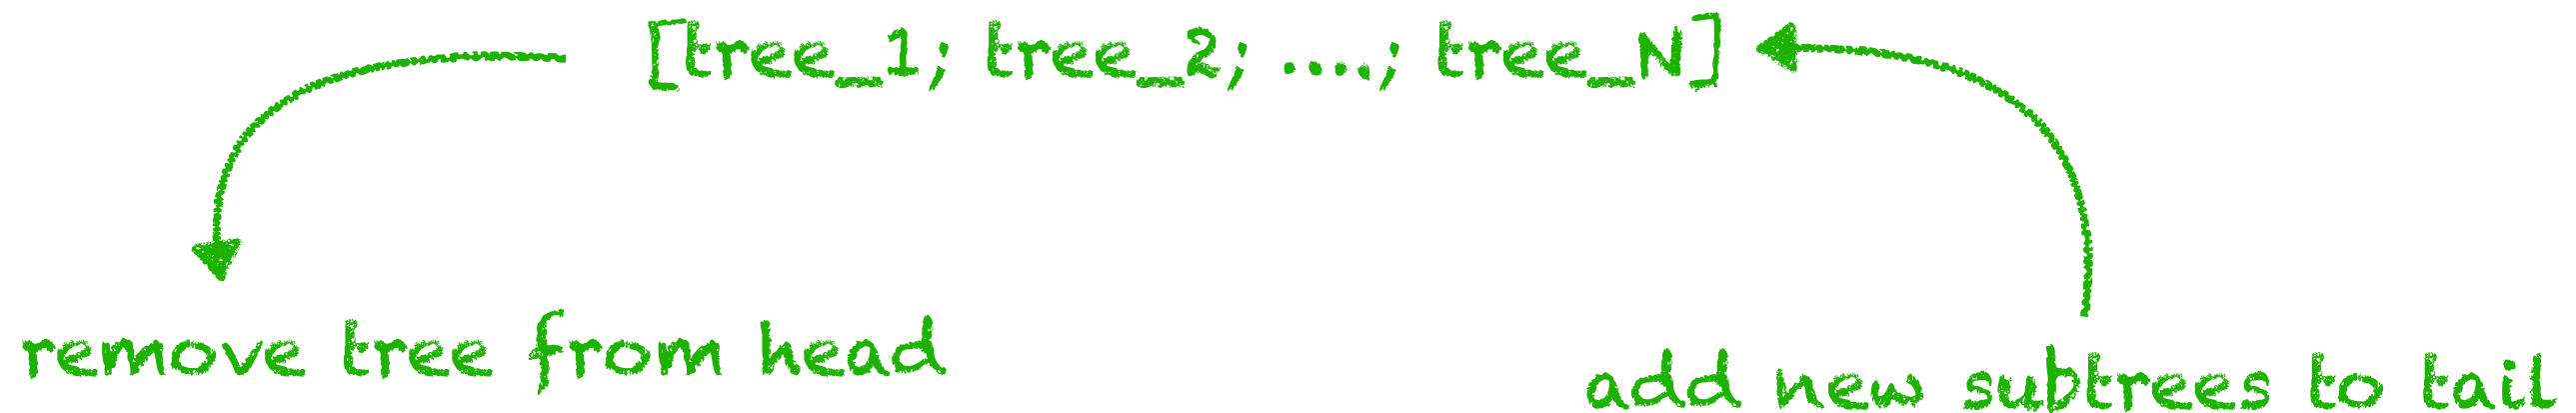 [tree_1; tree_2; ....; tree_N]
remove tree from head
add new subtrees to tail